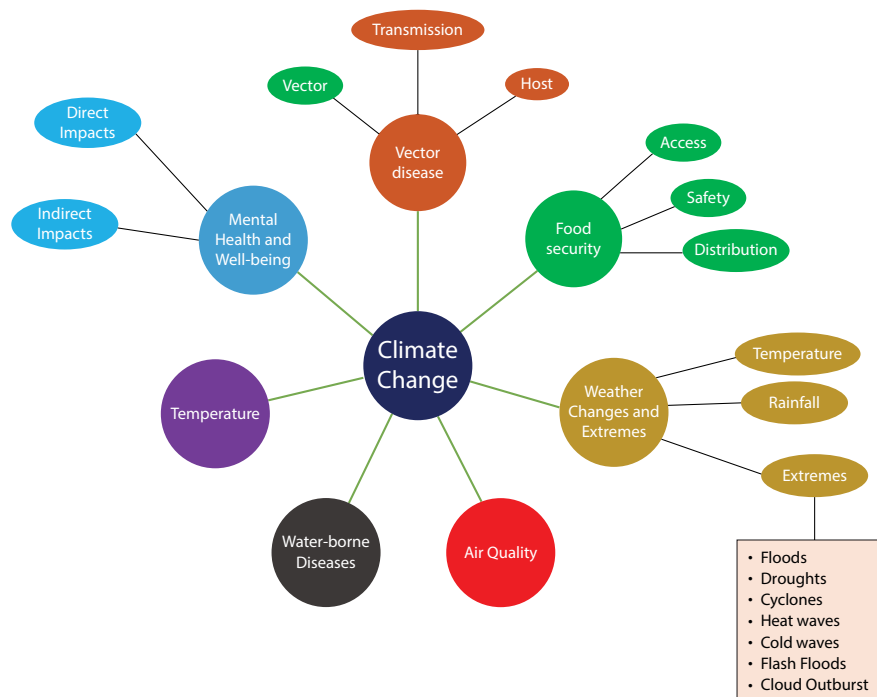 Transmission
Vector
Host
Vector
disease
Direct
Impacts
Indirect
Impacts
Mental
Health and
Well-being
Access
Safety
Distribution
Food
security
Climate
Change
Temperature
Weather
Changes and
Extremes
Temperature
Rainfall
Extremes
Water-borne
Diseases
Air Quality
• Floods
• Droughts
• Cyclones
• Heat waves
• Cold waves
• Flash Floods
• Cloud Outburst